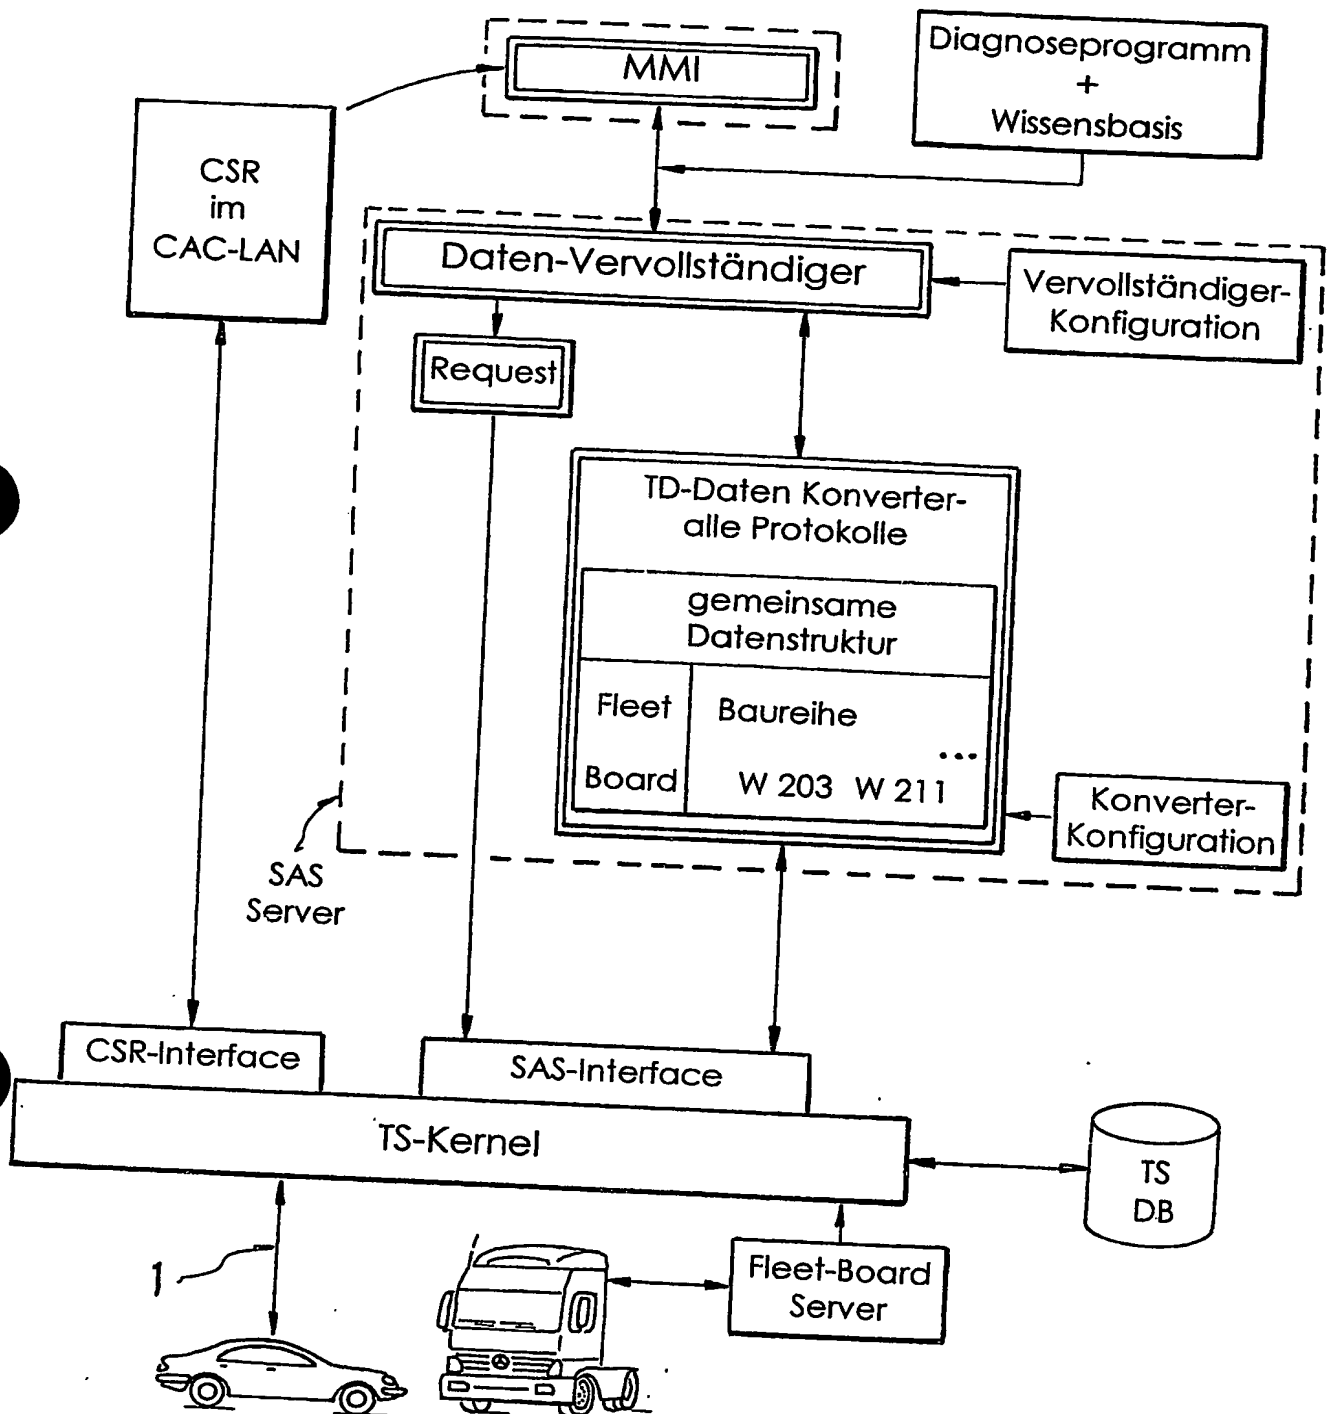 MMI
Diagnoseprogramm
+
Wissensbasis
CSR
im
CAC-LAN
Daten-Vervollständiger
Vervollständiger-
Konfiguration
Request
TD-Daten Konverter-
alle Protokolle
gemeinsame
Datenstruktur
Fleet
Board
Baureihe
...
W 203 W 211
Konverter-
Konfiguration
SAS
Server
CSR-Interface
SAS-Interface
TS-Kernel
TS
DB
1
Fleet-Board
Server